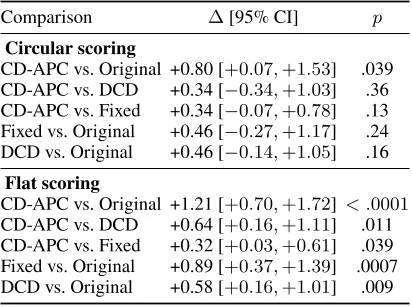 Comparison Δ [95% CI] p
Circular scoring
CD-APC vs. Original +0.80 [+0.07, +1.53] .039
CD-APC vs. DCD +0.34 [−0.34, +1.03] .36
CD-APC vs. Fixed +0.34 [−0.07, +0.78] .13
Fixed vs. Original +0.46 [−0.27, +1.17] .24
DCD vs. Original +0.46 [−0.14, +1.05] .16
Flat scoring
CD-APC vs. Original +1.21 [+0.70, +1.72] < .0001
CD-APC vs. DCD +0.64 [+0.16, +1.11] .011
CD-APC vs. Fixed +0.32 [+0.03, +0.61] .039
Fixed vs. Original +0.89 [+0.37, +1.39] .0007
DCD vs. Original +0.58 [+0.16, +1.01] .009